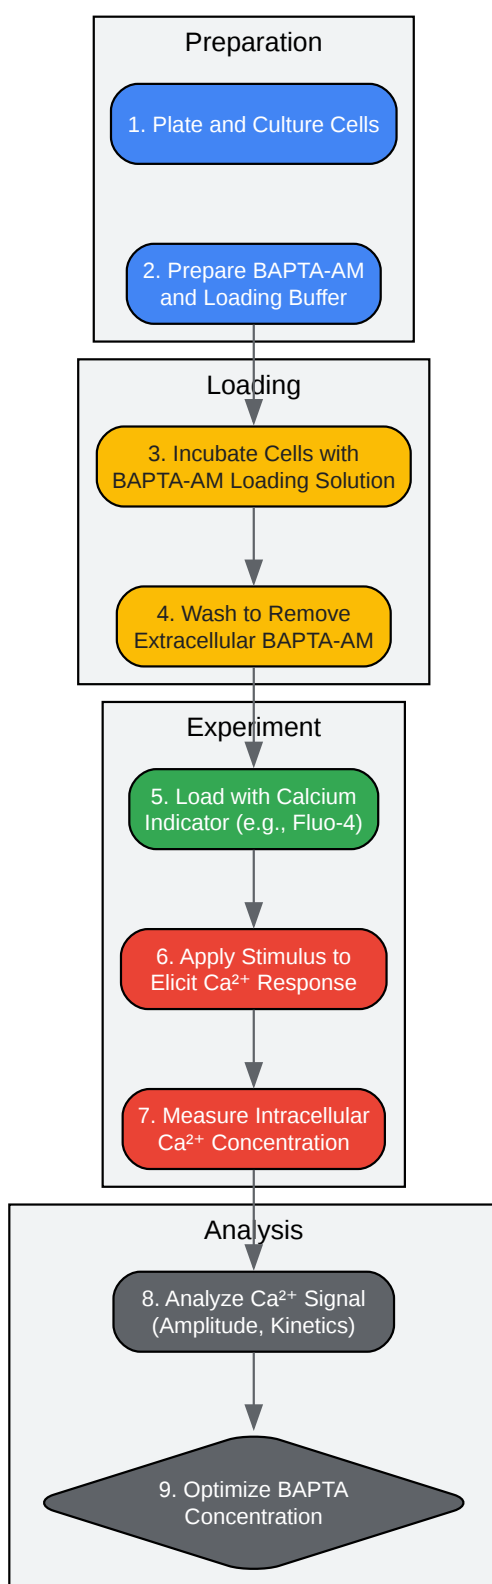 Preparation
1. Plate and Culture Cells
2. Prepare BAPTA-AM
and Loading Buffer
Loading
3. Incubate Cells with
BAPTA-AM Loading Solution
4. Wash to Remove
Extracellular BAPTA-AM
Experiment
5. Load with Calcium
Indicator (e.g., Fluo-4)
6. Apply Stimulus to
Elicit Ca²⁺ Response
7. Measure Intracellular
Ca²⁺ Concentration
Analysis
8. Analyze Ca²⁺ Signal
(Amplitude, Kinetics)
9. Optimize BAPTA
Concentration